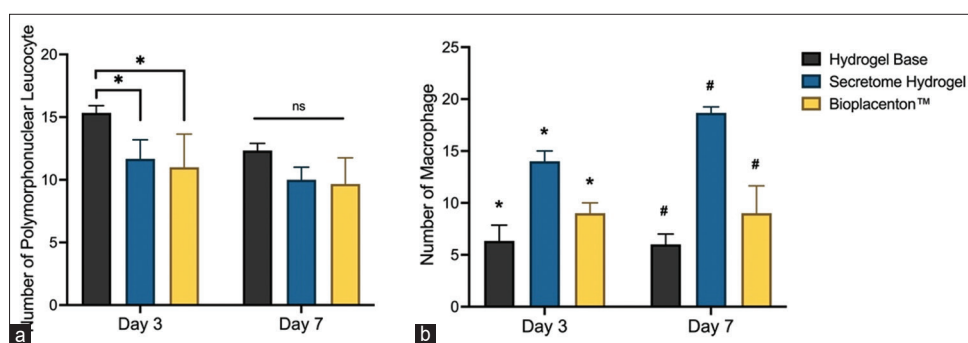 Number of Polymorphonuclear Leucocyte
20
15
10
5
0
*
*
ns
Day 3
Day 7
a
Number of Macrophage
25
20
15
10
5
0
*
*
*
#
#
#
Day 3
Day 7
b
Hydrogel Base
Secretome Hydrogel
Bioplacenton™